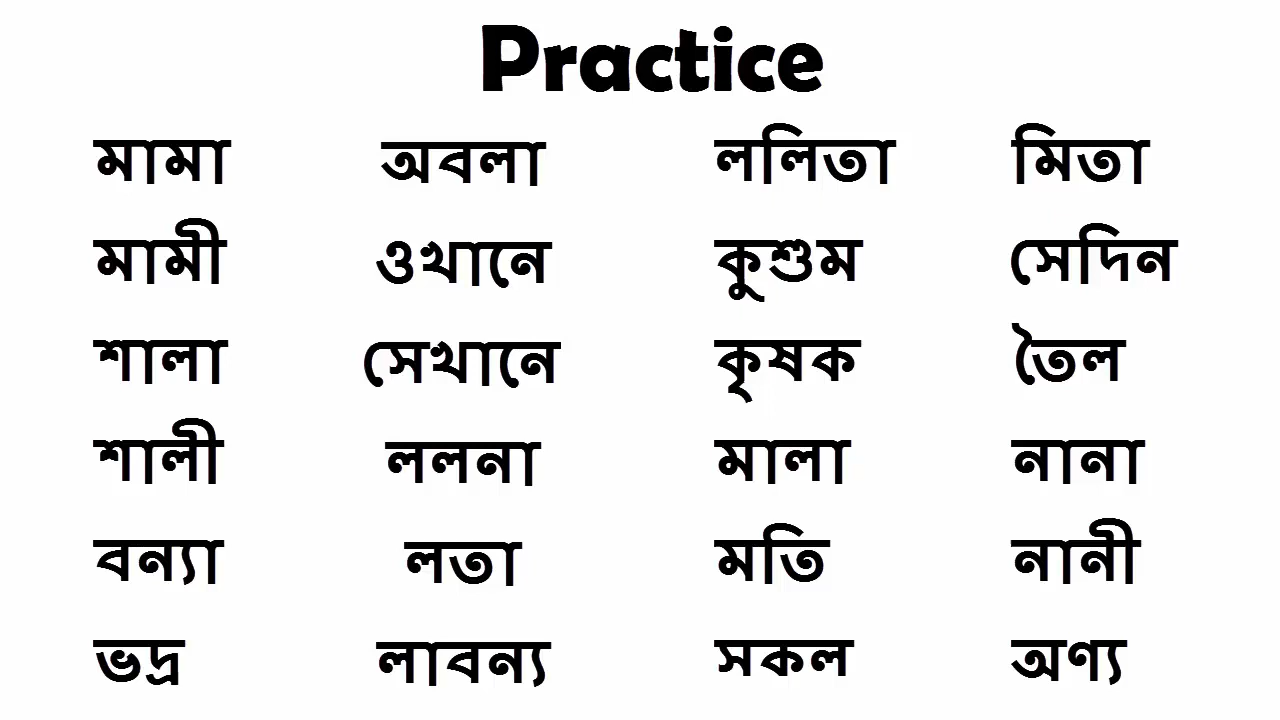 Practice
মামা অবলা ললিতা মিতা
মামী ওখানে কুশুম সেদিন
শালা সেখানে কৃষক তৈল
শালী ললনা মালা নানা
বন্যা লতা মতি নানী
ভদ্র লাবন্য সকল অণ্য